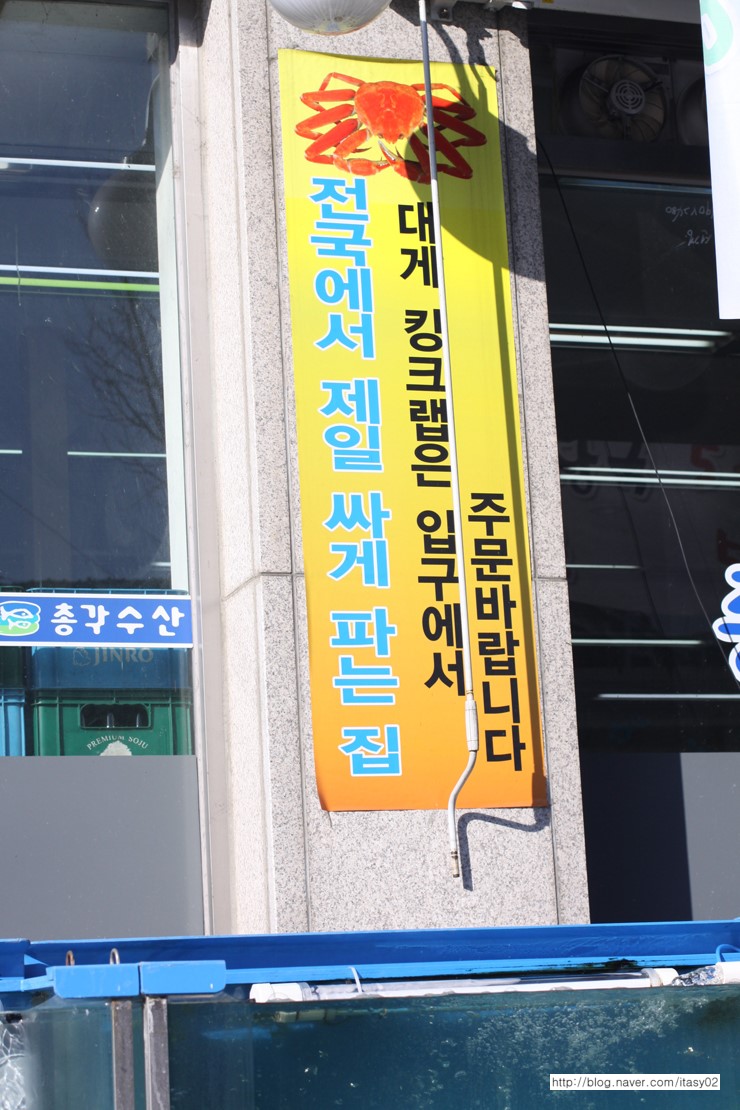 전국에서 제일 싸게 파는 집
대게 킹크랩은 입구에서
주문바랍니다
총각수산
JINRO
PREMIUM SOJU
http://blog.naver.com/itasy02